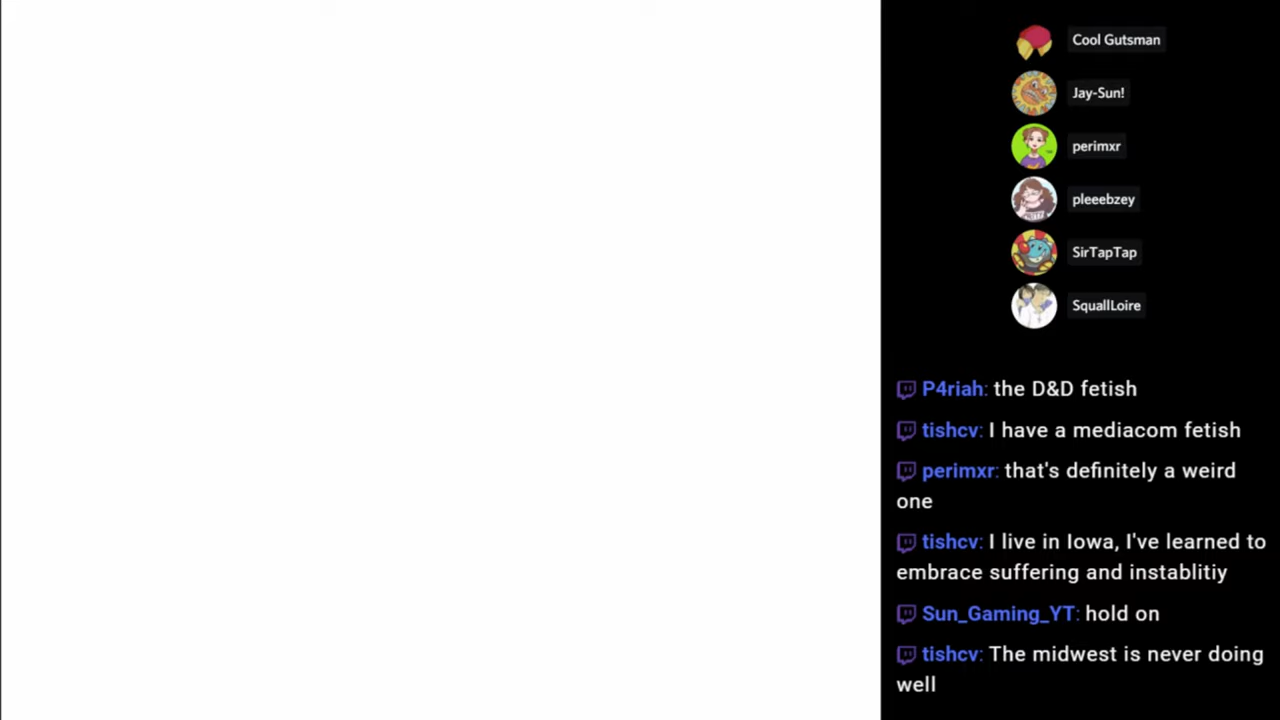 Cool Gutsman
Jay-Sun!
perimxr
pleeebzey
SirTapTap
SquallLoire
P4riah: the D&D fetish
tishcv: I have a mediacom fetish
perimxr: that's definitely a weird
one
tishcv: I live in Iowa, I've learned to
embrace suffering and instablitiy
Sun_Gaming_YT: hold on
tishcv: The midwest is never doing
well